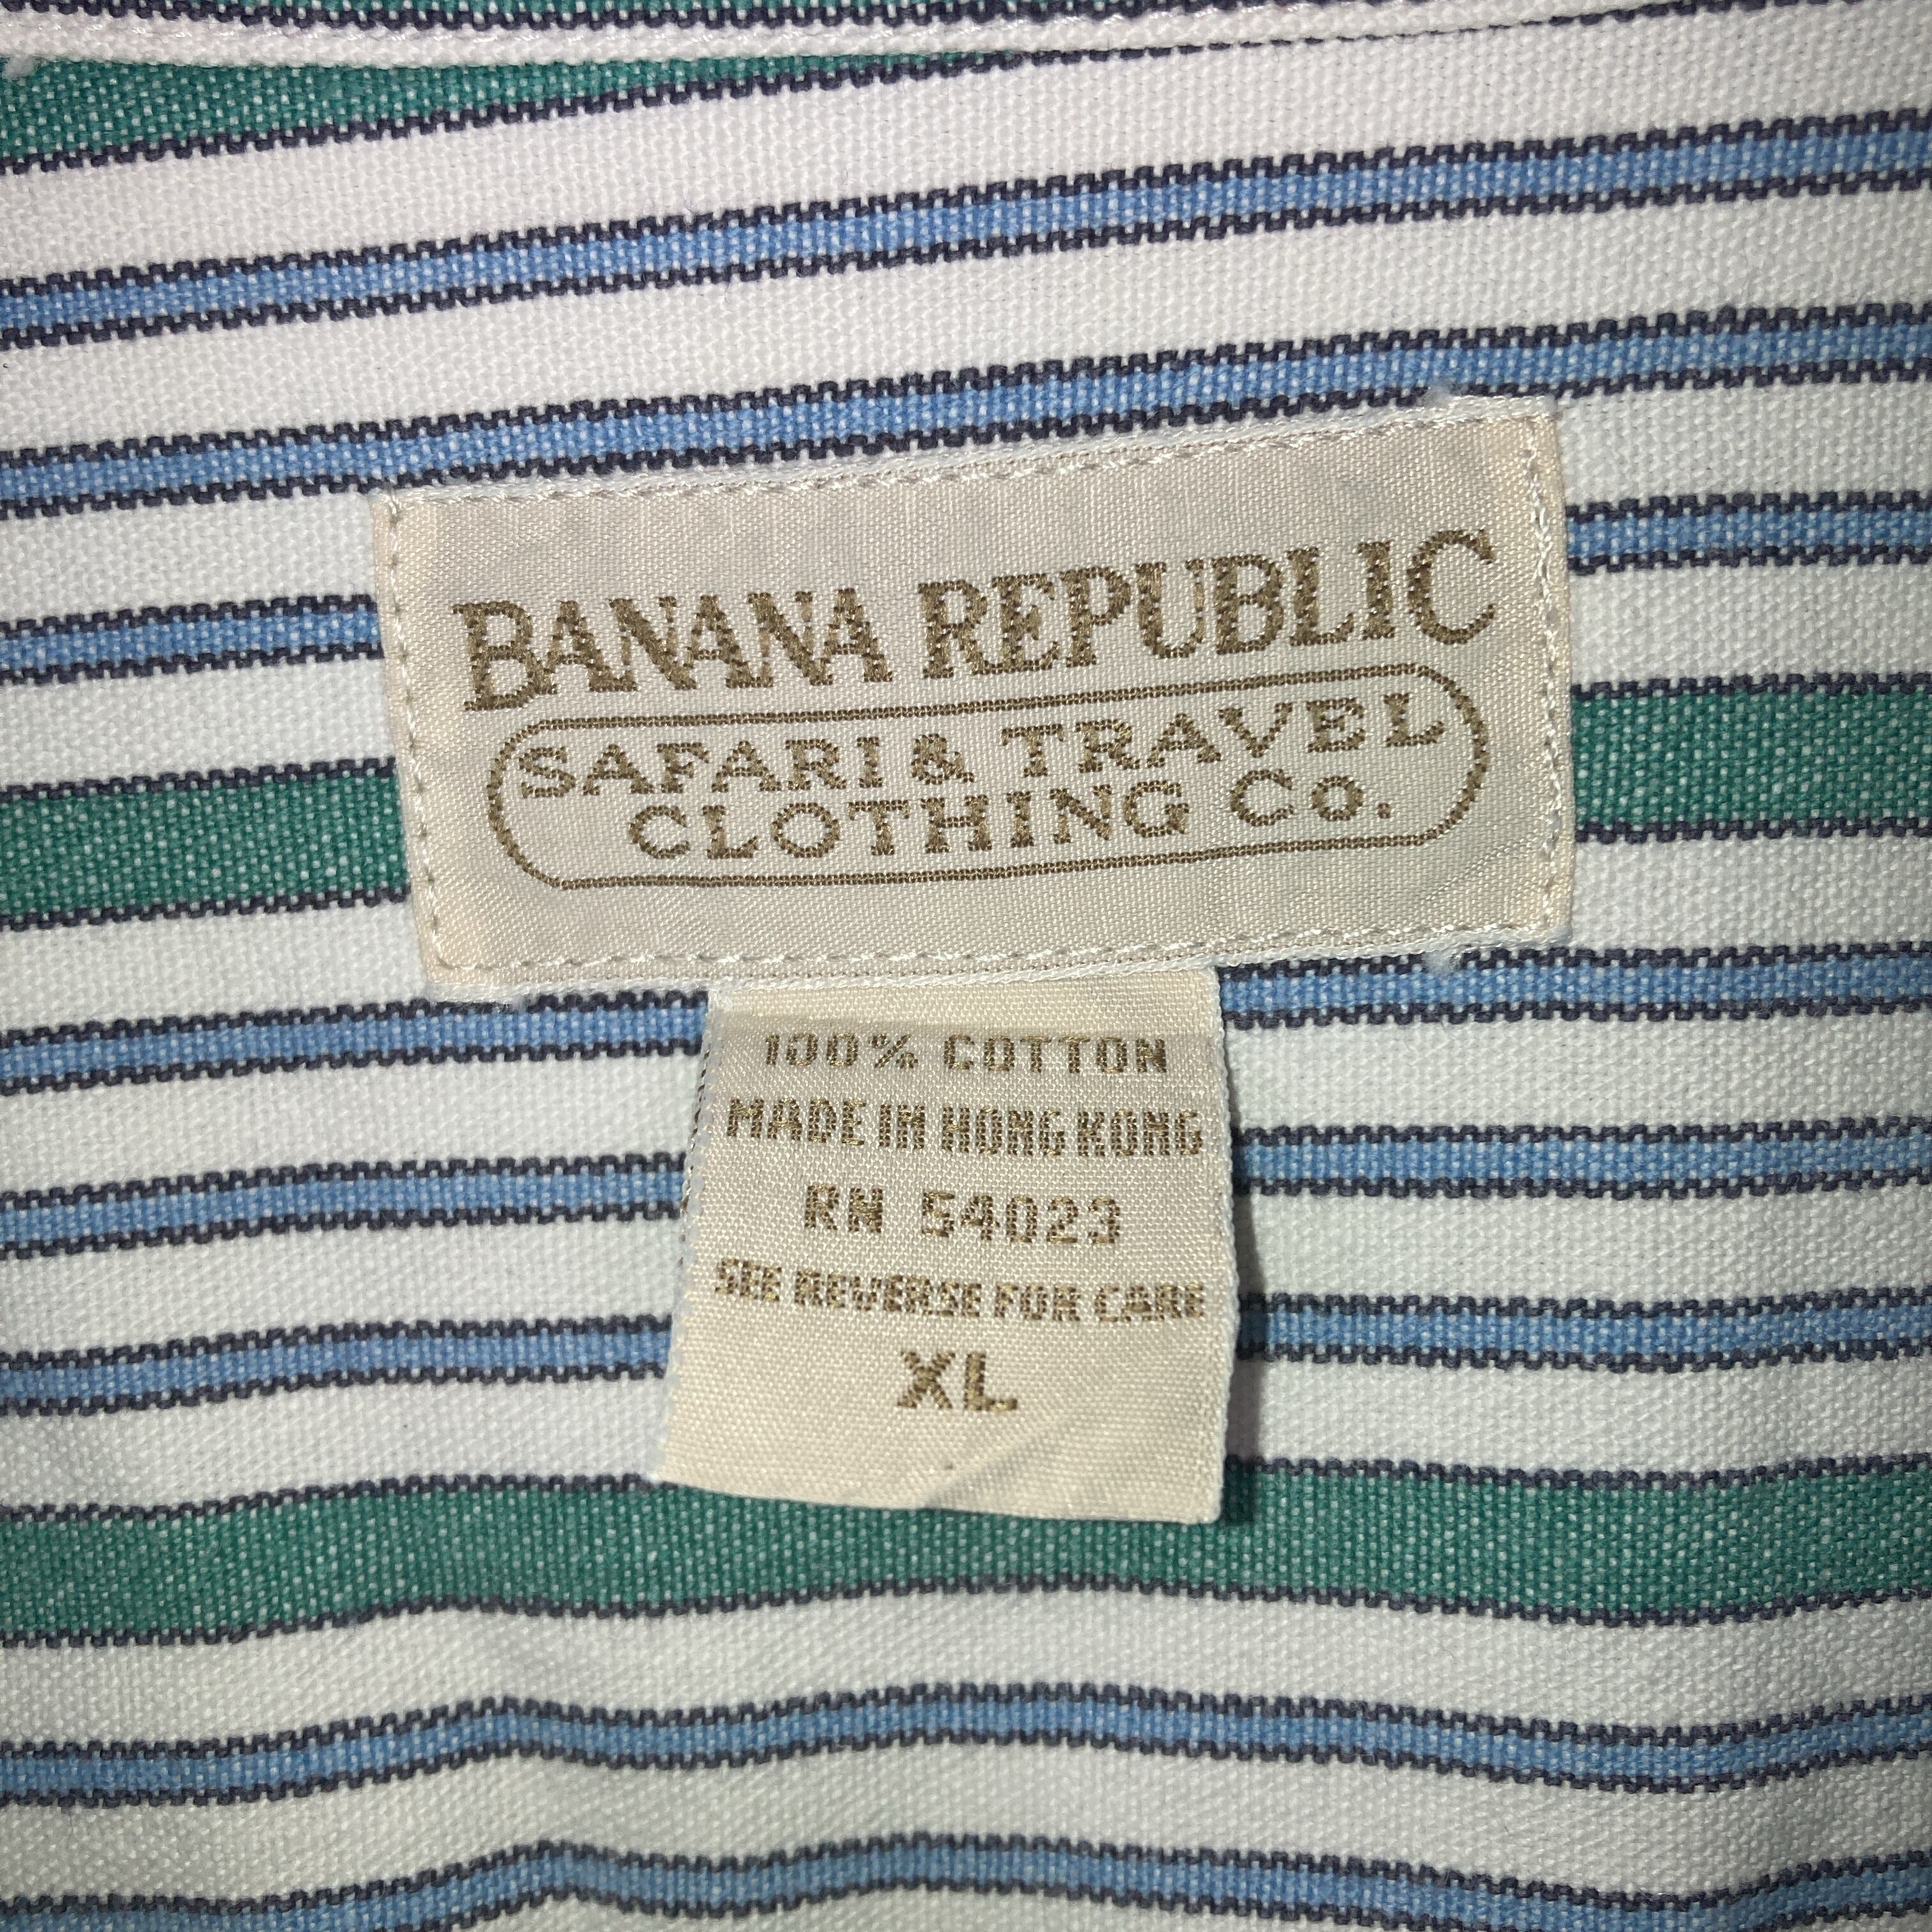 BANANA REPUBLIC
SAFARI & TRAVEL
CLOTHING Co.
100% COTTON
MADE IN HONG KONG
RN 54023
SEE REVERSE FOR CARE
XL